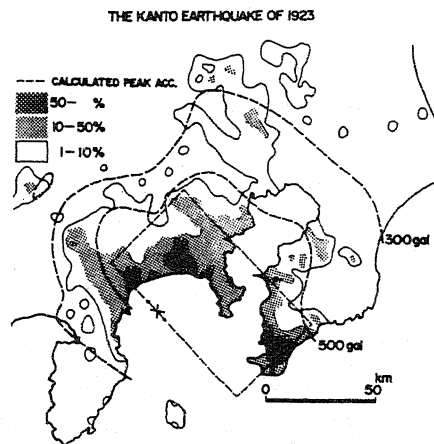 THE KANTO EARTHQUAKE OF 1923
CALCULATED PEAK ACC.
50- %
10-50%
1-10%
300gal
500gal
0 50
km